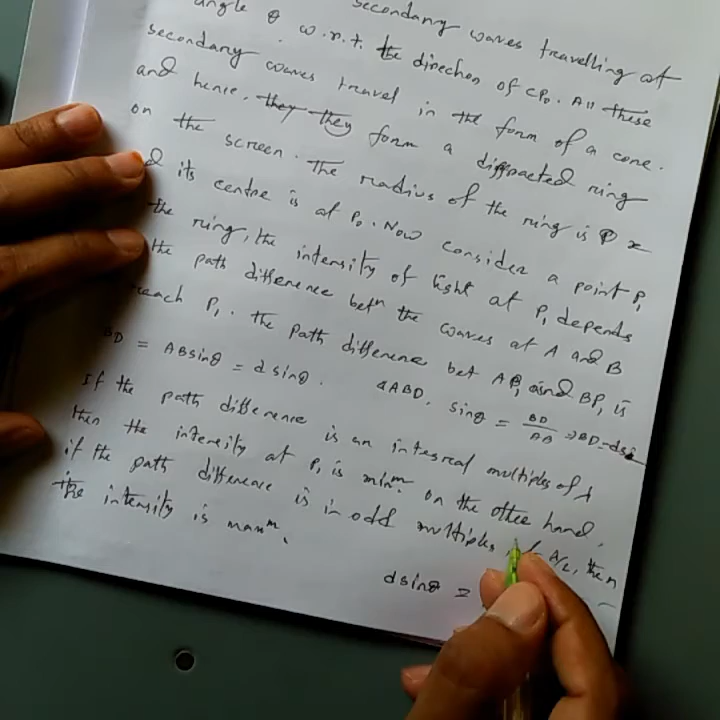 angle θ secondary waves travelling at
w.r.t. the direction of CP₀. All these
secondary waves travel in the form of a cone.
and hence, they form a diffracted ring
on the screen. The radius of the ring is P x
its centre is at P₀. Now consider a point P₁
the ring, the intensity of light at P₁ depends
the path difference betⁿ the waves at A and B
reach P₁. The path difference bet AP₁ and BP₁ is
BD = AB sinθ = d sinθ. ΔABD, sinθ = BD/AB ⇒ BD = d si
If the path difference is an integral multiples of λ
then the intensity at P₁ is minᵐ. on the other hand,
if the path difference is in odd multiples of λ/2, then
the intensity is maxᵐ.
d sinθ =